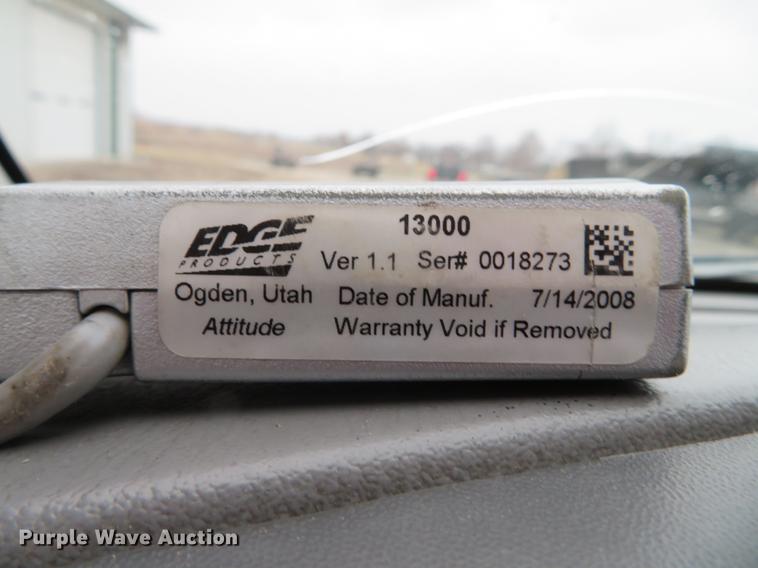 EDGE 13000
PRODUCTS Ver 1.1 Ser# 0018273
Ogden, Utah Date of Manuf. 7/14/2008
Attitude Warranty Void if Removed
Purple Wave Auction